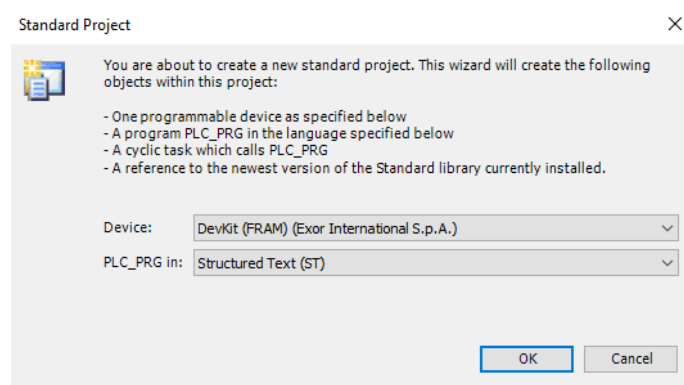 Standard Project
You are about to create a new standard project. This wizard will create the following
objects within this project:
- One programmable device as specified below
- A program PLC_PRG in the language specified below
- A cyclic task which calls PLC_PRG
- A reference to the newest version of the Standard library currently installed.
Device: DevKit (FRAM) (Exor International S.p.A.)
PLC_PRG in: Structured Text (ST)
OK Cancel